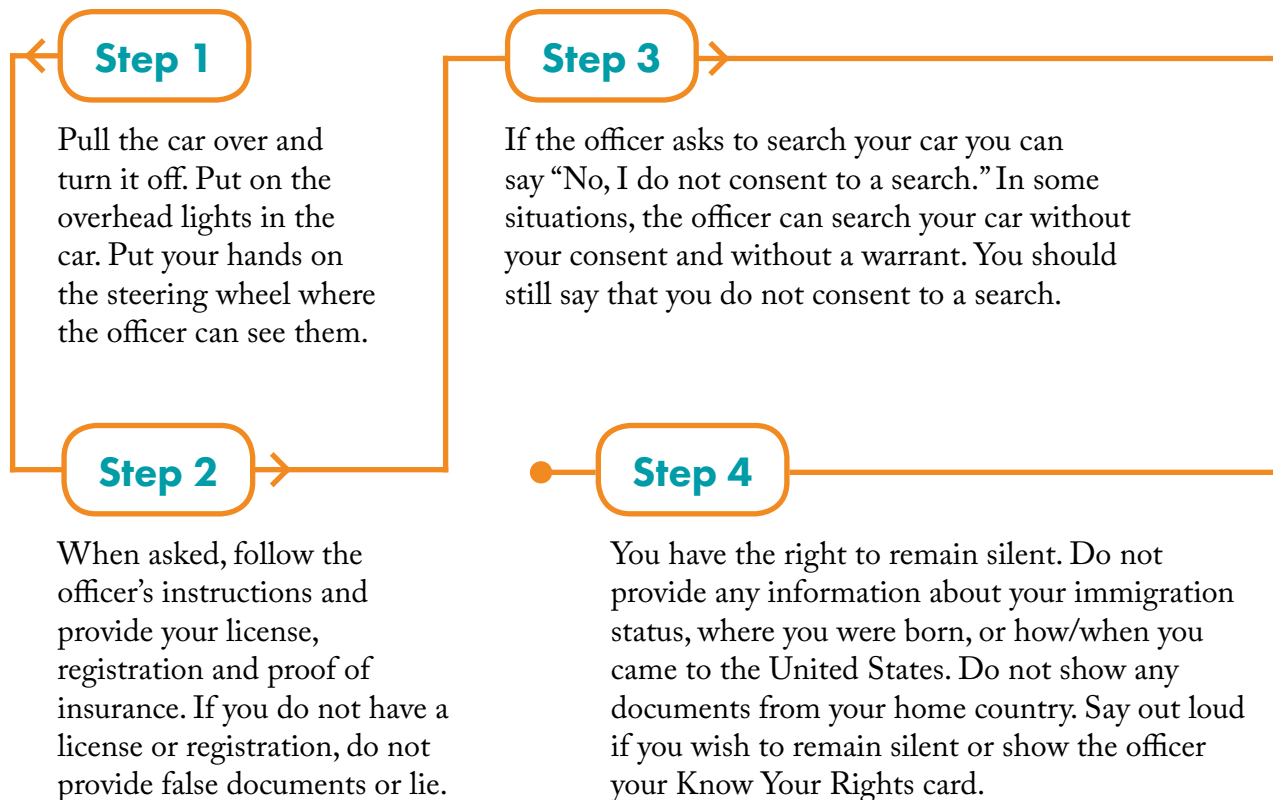 Step 1
Pull the car over and
turn it off. Put on the
overhead lights in the
car. Put your hands on
the steering wheel where
the officer can see them.
Step 2
When asked, follow the
officer’s instructions and
provide your license,
registration and proof of
insurance. If you do not have a
license or registration, do not
provide false documents or lie.
Step 3
If the officer asks to search your car you can
say “No, I do not consent to a search.” In some
situations, the officer can search your car without
your consent and without a warrant. You should
still say that you do not consent to a search.
Step 4
You have the right to remain silent. Do not
provide any information about your immigration
status, where you were born, or how/when you
came to the United States. Do not show any
documents from your home country. Say out loud
if you wish to remain silent or show the officer
your Know Your Rights card.